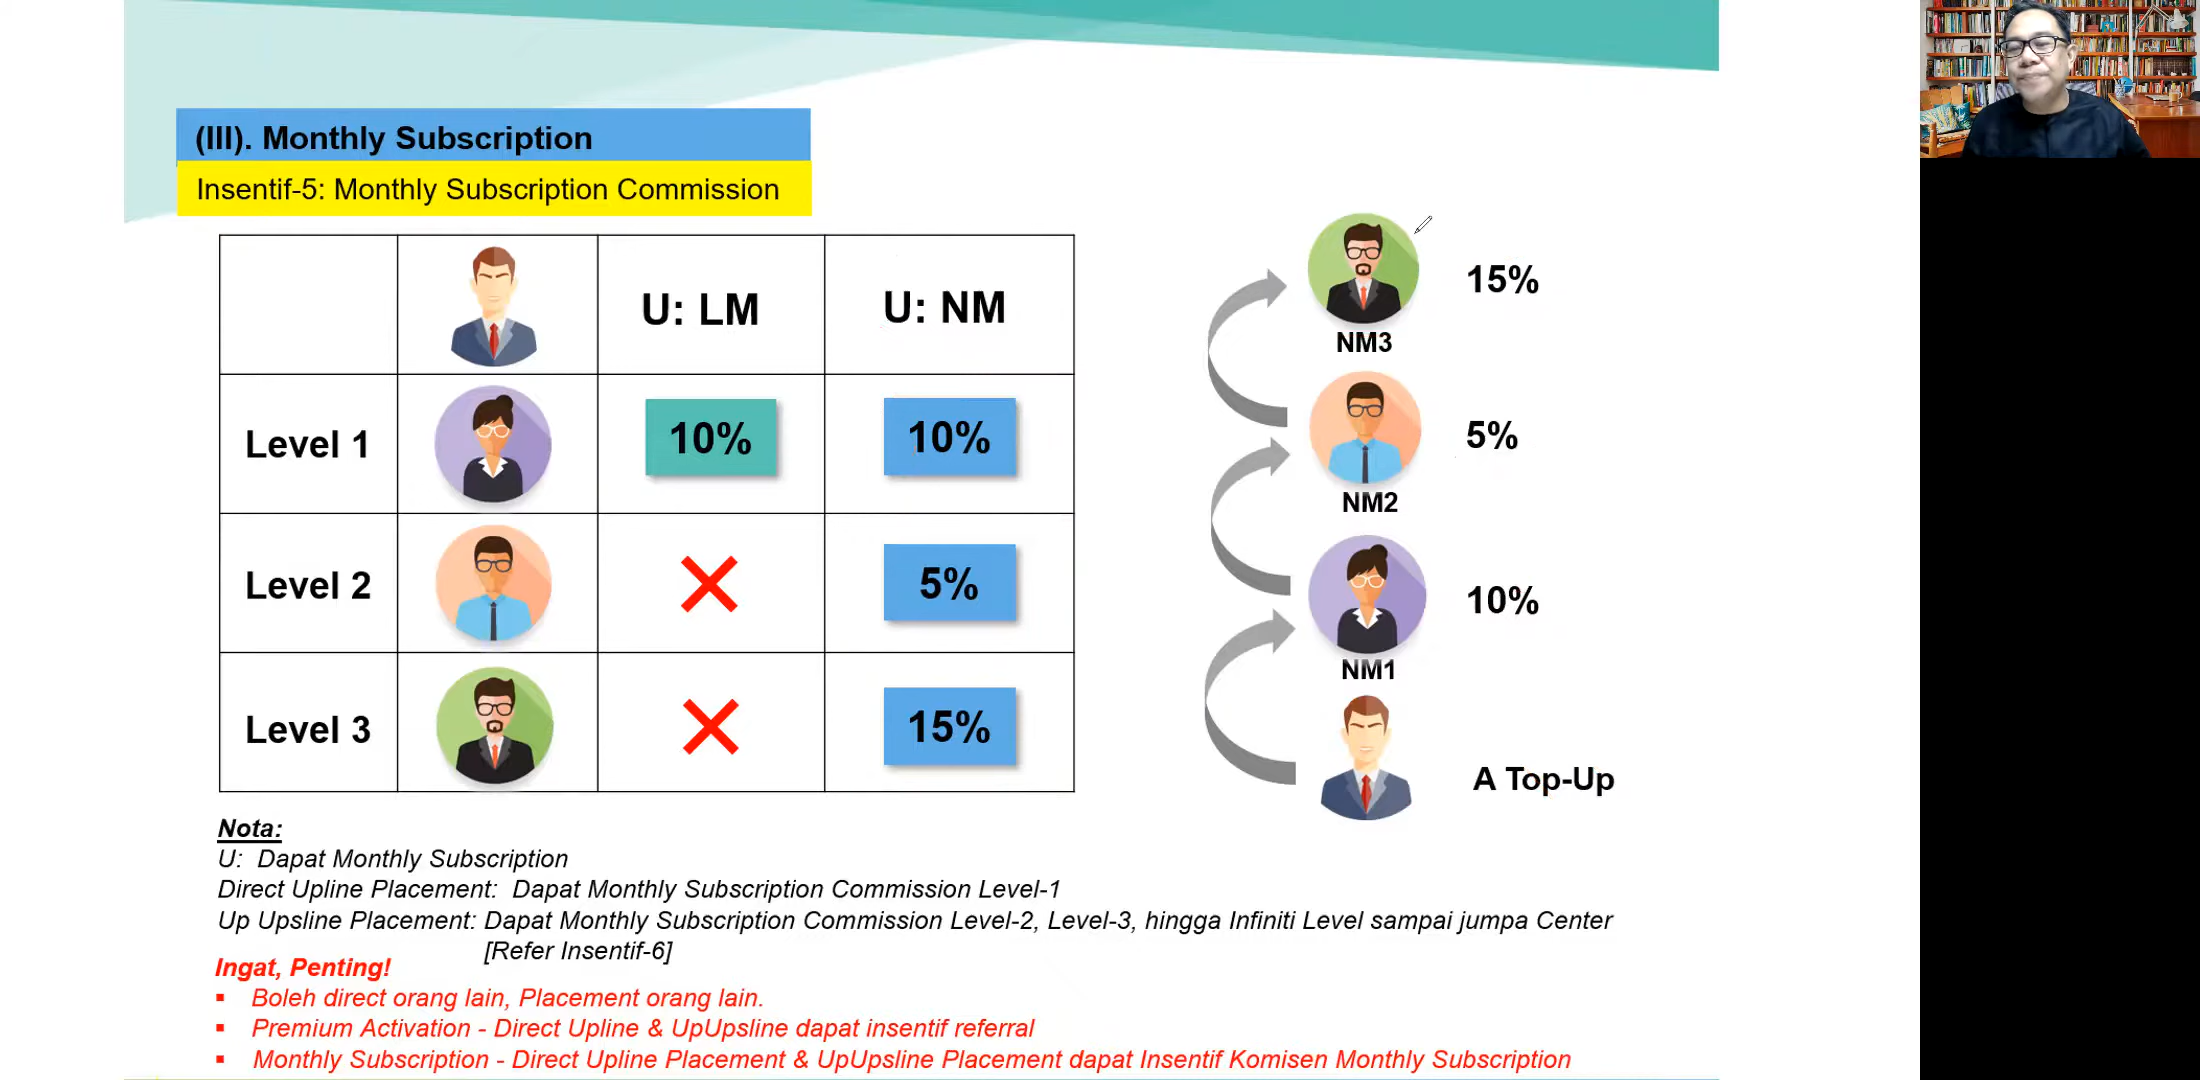 (III). Monthly Subscription
Insentif-5: Monthly Subscription Commission
U: LM
U: NM
Level 1
10%
10%
Level 2
5%
Level 3
15%
15%
NM3
5%
NM2
10%
NM1
A Top-Up
Nota:
U: Dapat Monthly Subscription
Direct Upline Placement: Dapat Monthly Subscription Commission Level-1
Up Upsline Placement: Dapat Monthly Subscription Commission Level-2, Level-3, hingga Infiniti Level sampai jumpa Center
[Refer Insentif-6]
Ingat, Penting!
▪ Boleh direct orang lain, Placement orang lain.
▪ Premium Activation - Direct Upline & UpUpsline dapat insentif referral
▪ Monthly Subscription - Direct Upline Placement & UpUpsline Placement dapat Insentif Komisen Monthly Subscription